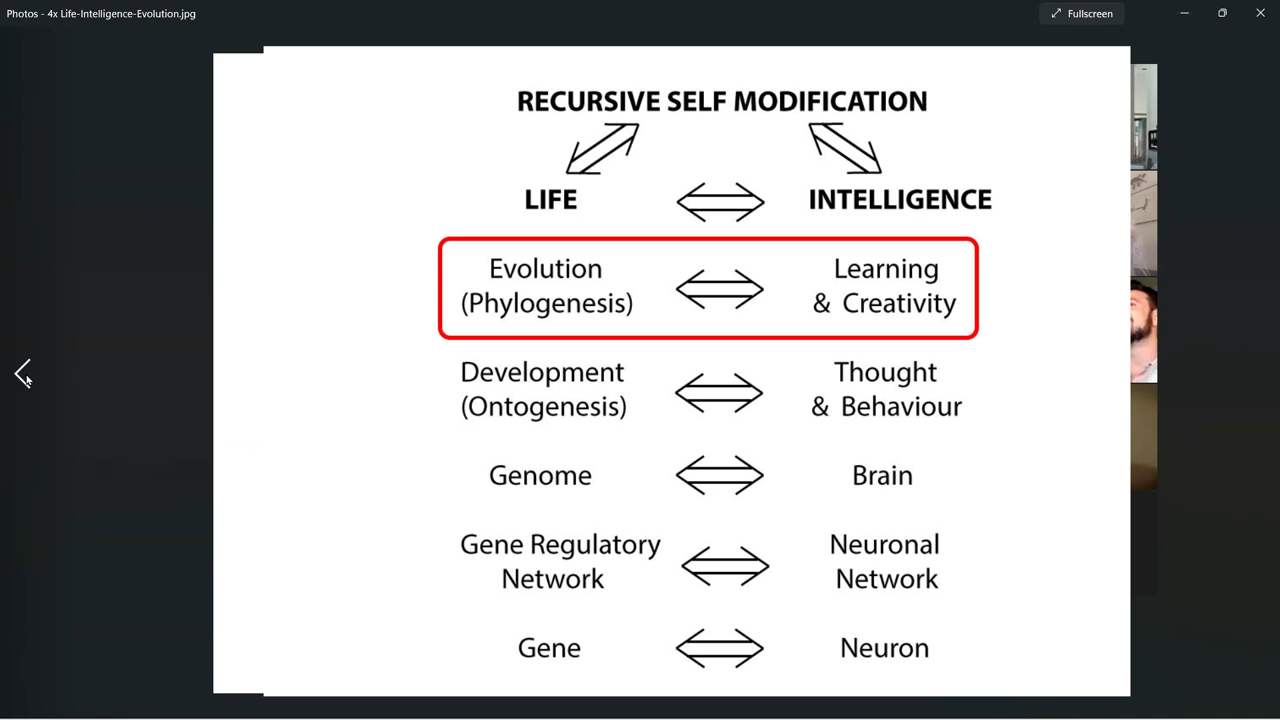 Photos - 4x Life-Intelligence-Evolution.jpg
Fullscreen
RECURSIVE SELF MODIFICATION
LIFE
INTELLIGENCE
Evolution
(Phylogenesis)
Learning
& Creativity
Development
(Ontogenesis)
Thought
& Behaviour
Genome
Brain
Gene Regulatory
Network
Neuronal
Network
Gene
Neuron